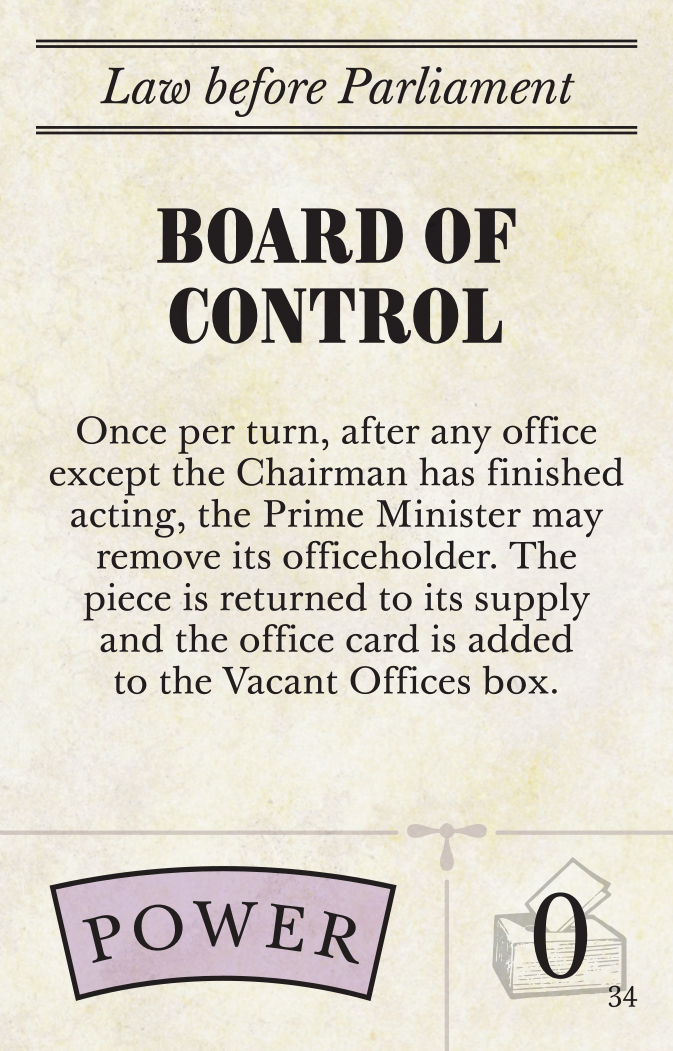 Law before Parliament
BOARD OF
CONTROL
Once per turn, after any office
except the Chairman has finished
acting, the Prime Minister may
remove its officeholder. The
piece is returned to its supply
and the office card is added
to the Vacant Offices box.
POWER
0
34